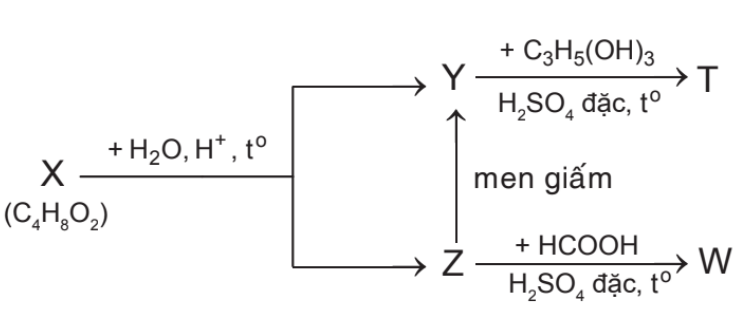 + C₃H₅(OH)₃
Y
T
H₂SO₄ đặc, tº
+ H₂O, H⁺, tº
X
(C₄H₈O₂)
men giấm
+ HCOOH
Z
W
H₂SO₄ đặc, tº